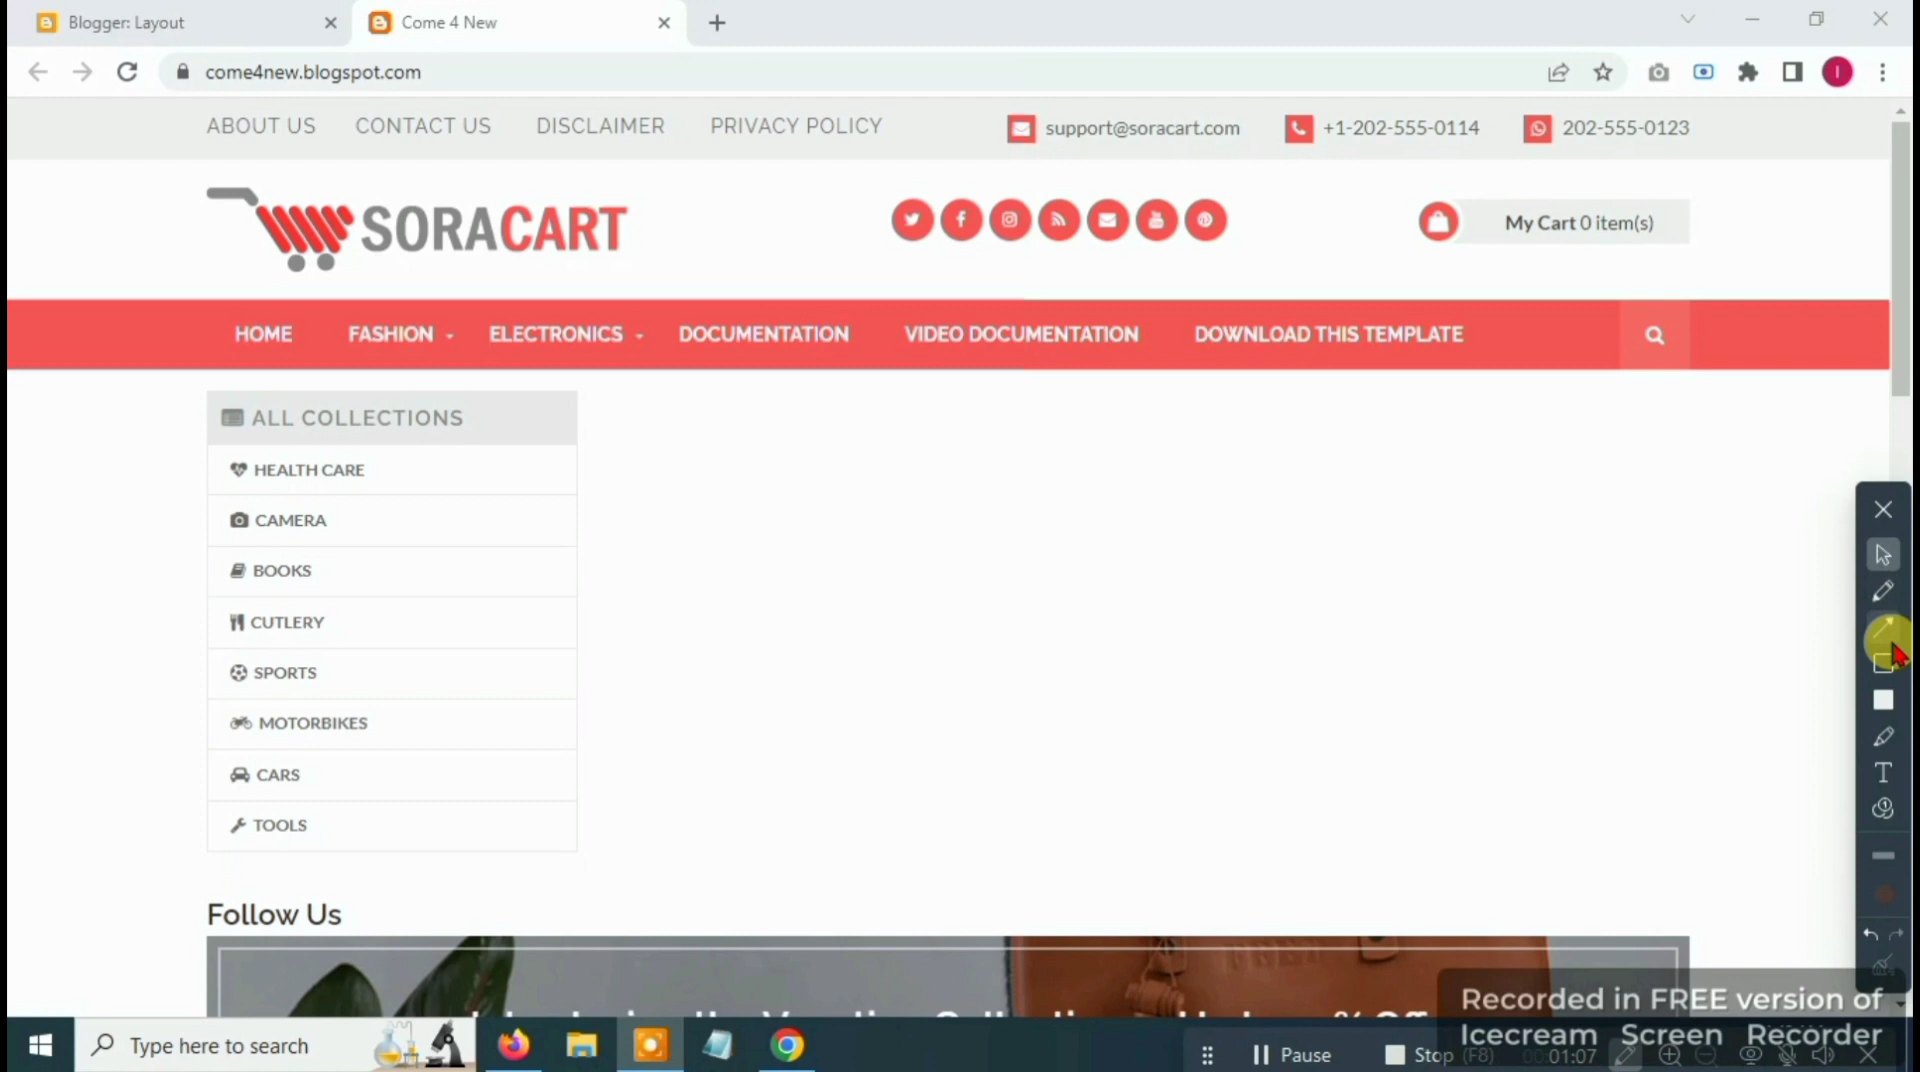 Blogger: Layout
Come 4 New
come4new.blogspot.com
I
ABOUT US CONTACT US DISCLAIMER PRIVACY POLICY
support@soracart.com +1-202-555-0114 202-555-0123
SORACART
My Cart 0 item(s)
HOME FASHION ELECTRONICS DOCUMENTATION VIDEO DOCUMENTATION DOWNLOAD THIS TEMPLATE
ALL COLLECTIONS
HEALTH CARE
CAMERA
BOOKS
CUTLERY
SPORTS
MOTORBIKES
CARS
TOOLS
T
Follow Us
Recorded in FREE version of
Icecream Screen Recorder
Type here to search
Pause
Stop (F8)
00:01:07